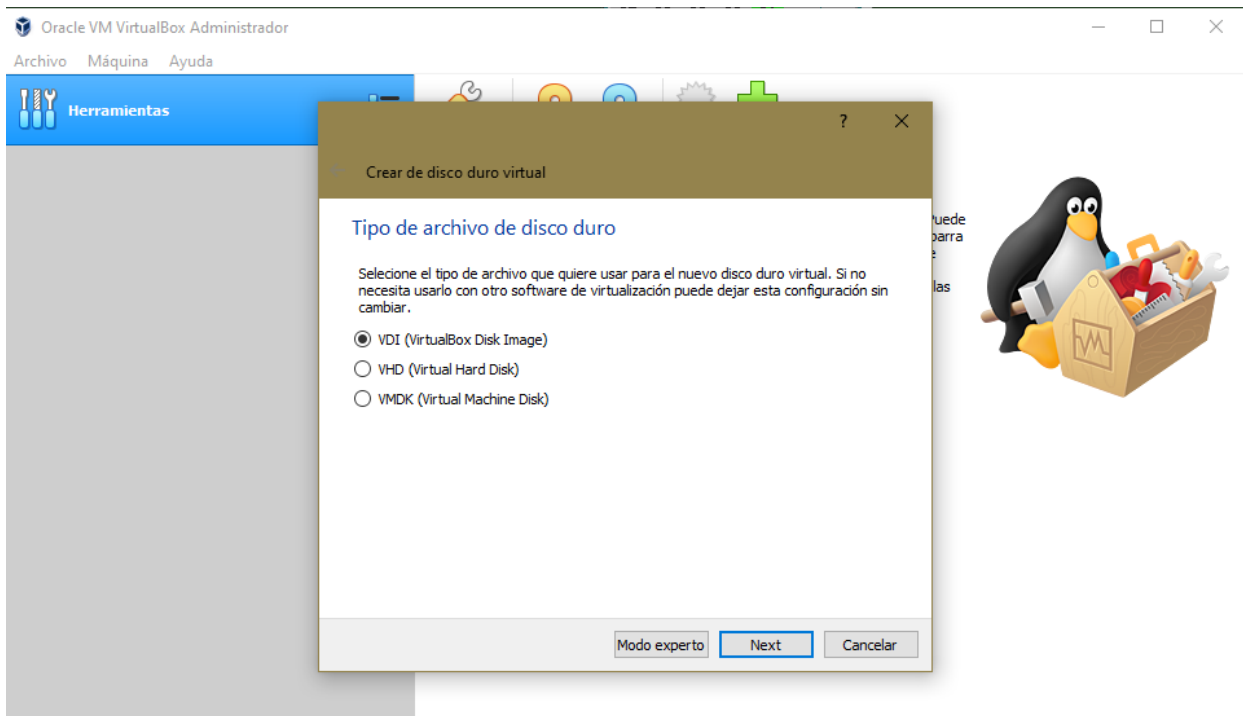 Oracle VM VirtualBox Administrador
Archivo Máquina Ayuda
Herramientas
?
Crear de disco duro virtual
Tipo de archivo de disco duro
Selecione el tipo de archivo que quiere usar para el nuevo disco duro virtual. Si no
necesita usarlo con otro software de virtualización puede dejar esta configuración sin
cambiar.
VDI (VirtualBox Disk Image)
VHD (Virtual Hard Disk)
VMDK (Virtual Machine Disk)
las
Modo experto Next Cancelar